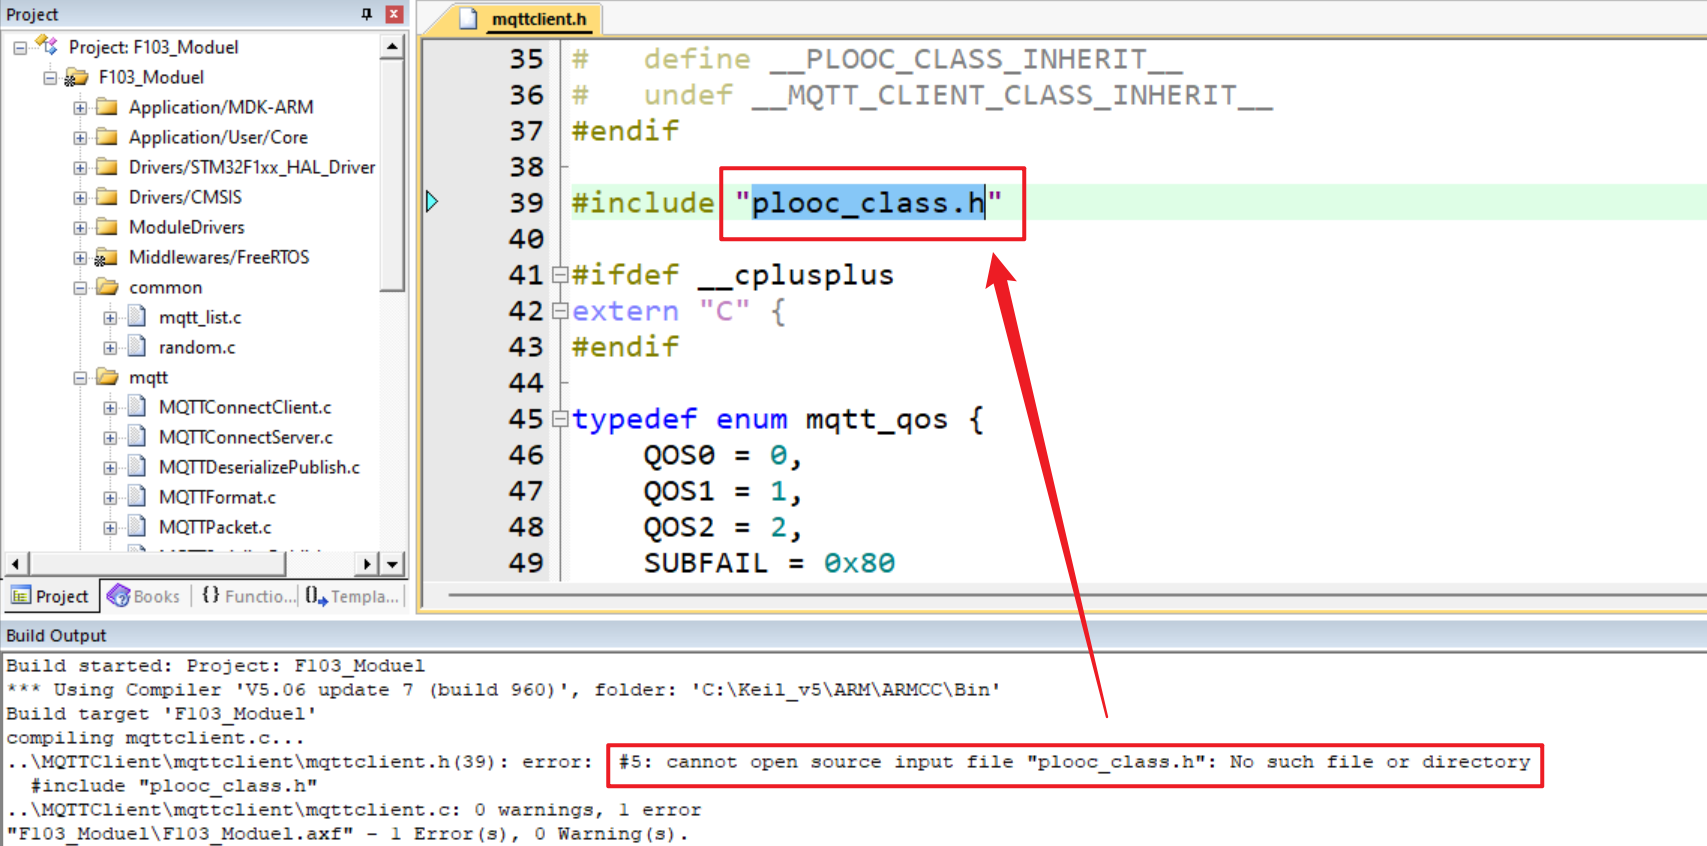 Project
Project: F103_Moduel
F103_Moduel
Application/MDK-ARM
Application/User/Core
Drivers/STM32F1xx_HAL_Driver
Drivers/CMSIS
ModuleDrivers
Middlewares/FreeRTOS
common
mqtt_list.c
random.c
mqtt
MQTTConnectClient.c
MQTTConnectServer.c
MQTTDeserializePublish.c
MQTTFormat.c
MQTTPacket.c
Project Books {} Functio... Templa...
mqttclient.h
35 #   define __PLOOC_CLASS_INHERIT__
36 #   undef __MQTT_CLIENT_CLASS_INHERIT__
37 #endif
38
39 #include "plooc_class.h"
40
41 #ifdef __cplusplus
42 extern "C" {
43 #endif
44
45 typedef enum mqtt_qos {
46     QOS0 = 0,
47     QOS1 = 1,
48     QOS2 = 2,
49     SUBFAIL = 0x80
Build Output
Build started: Project: F103_Moduel
*** Using Compiler 'V5.06 update 7 (build 960)', folder: 'C:\Keil_v5\ARM\ARMCC\Bin'
Build target 'F103_Moduel'
compiling mqttclient.c...
..\MQTTClient\mqttclient\mqttclient.h(39): error:  #5: cannot open source input file "plooc_class.h": No such file or directory
  #include "plooc_class.h"
..\MQTTClient\mqttclient\mqttclient.c: 0 warnings, 1 error
"F103_Moduel\F103_Moduel.axf" - 1 Error(s), 0 Warning(s).